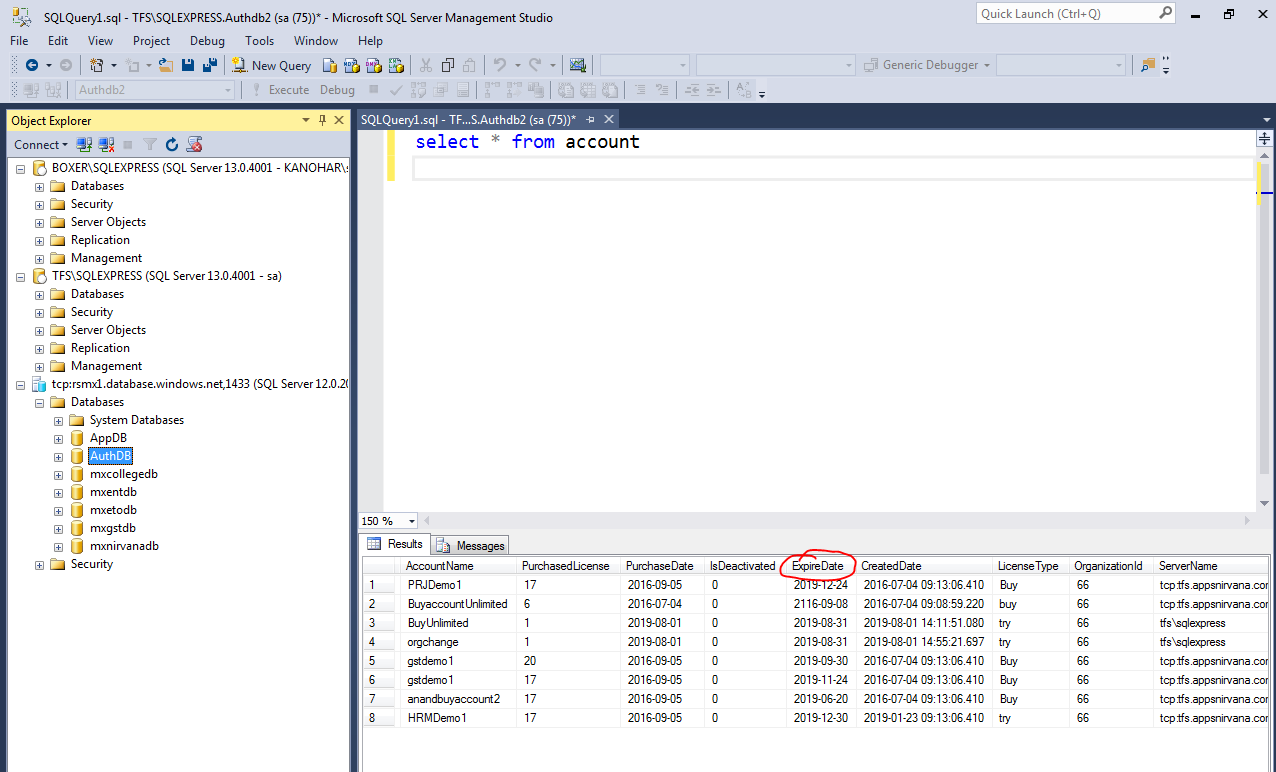 SQLQuery1.sql - TFS\SQLEXPRESS.Authdb2 (sa (75))* - Microsoft SQL Server Management Studio
Quick Launch (Ctrl+Q)
File Edit View Project Debug Tools Window Help
New Query
Generic Debugger
Authdb2
Execute Debug
Object Explorer
Connect
BOXER\SQLEXPRESS (SQL Server 13.0.4001 - KANOHAR\
Databases
Security
Server Objects
Replication
Management
TFS\SQLEXPRESS (SQL Server 13.0.4001 - sa)
Databases
Security
Server Objects
Replication
Management
tcp:rsmx1.database.windows.net,1433 (SQL Server 12.0.20
Databases
System Databases
AppDB
AuthDB
mxcollegedb
mxentdb
mxetodb
mxgstdb
mxnirvanadb
Security
SQLQuery1.sql - TF...S.Authdb2 (sa (75))*
select * from account
150 %
Results Messages
AccountName PurchasedLicense PurchaseDate IsDeactivated ExpireDate CreatedDate LicenseType OrganizationId ServerName
1 PRJDemo1 17 2016-09-05 0 2019-12-24 2016-07-04 09:13:06.410 Buy 66 tcp:tfs.appsnirvana.cor
2 BuyaccountUnlimited 6 2016-07-04 0 2116-09-08 2016-07-04 09:08:59.220 buy 66 tcp:tfs.appsnirvana.cor
3 BuyUnlimited 1 2019-08-01 0 2019-08-31 2019-08-01 14:11:51.080 try 66 tfs\sqlexpress
4 orgchange 1 2019-08-01 0 2019-08-31 2019-08-01 14:55:21.697 try 66 tfs\sqlexpress
5 gstdemo1 20 2016-09-05 0 2019-09-30 2016-07-04 09:13:06.410 Buy 66 tcp:tfs.appsnirvana.cor
6 gstdemo1 17 2016-09-05 0 2019-11-24 2016-07-04 09:13:06.410 Buy 66 tcp:tfs.appsnirvana.cor
7 anandbuyaccount2 17 2016-09-05 0 2019-06-20 2016-07-04 09:13:06.410 Buy 66 tcp:tfs.appsnirvana.cor
8 HRMDemo1 17 2016-09-05 0 2019-12-30 2019-01-23 09:13:06.410 try 66 tcp:tfs.appsnirvana.cor